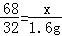 68/32 = x/1.6g